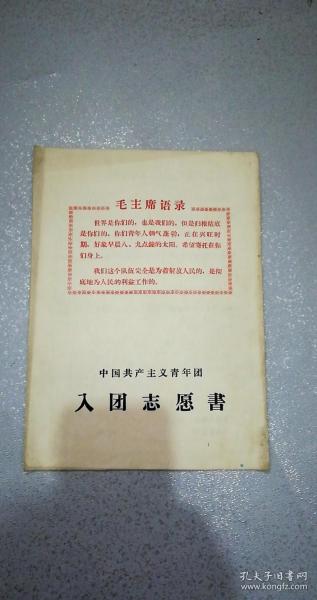 毛主席语录
世界是你们的，也是我们的，但是归根结底
是你们的。你们青年人朝气蓬勃，正在兴旺时
期，好象早晨八、九点鐘的太阳。希望寄托在你
们身上。
我们这个队伍完全是为着解放人民的，是彻
底地为人民的利益工作的。
中国共产主义青年团
入团志愿書
孔夫子旧书网
www.kongfz.com